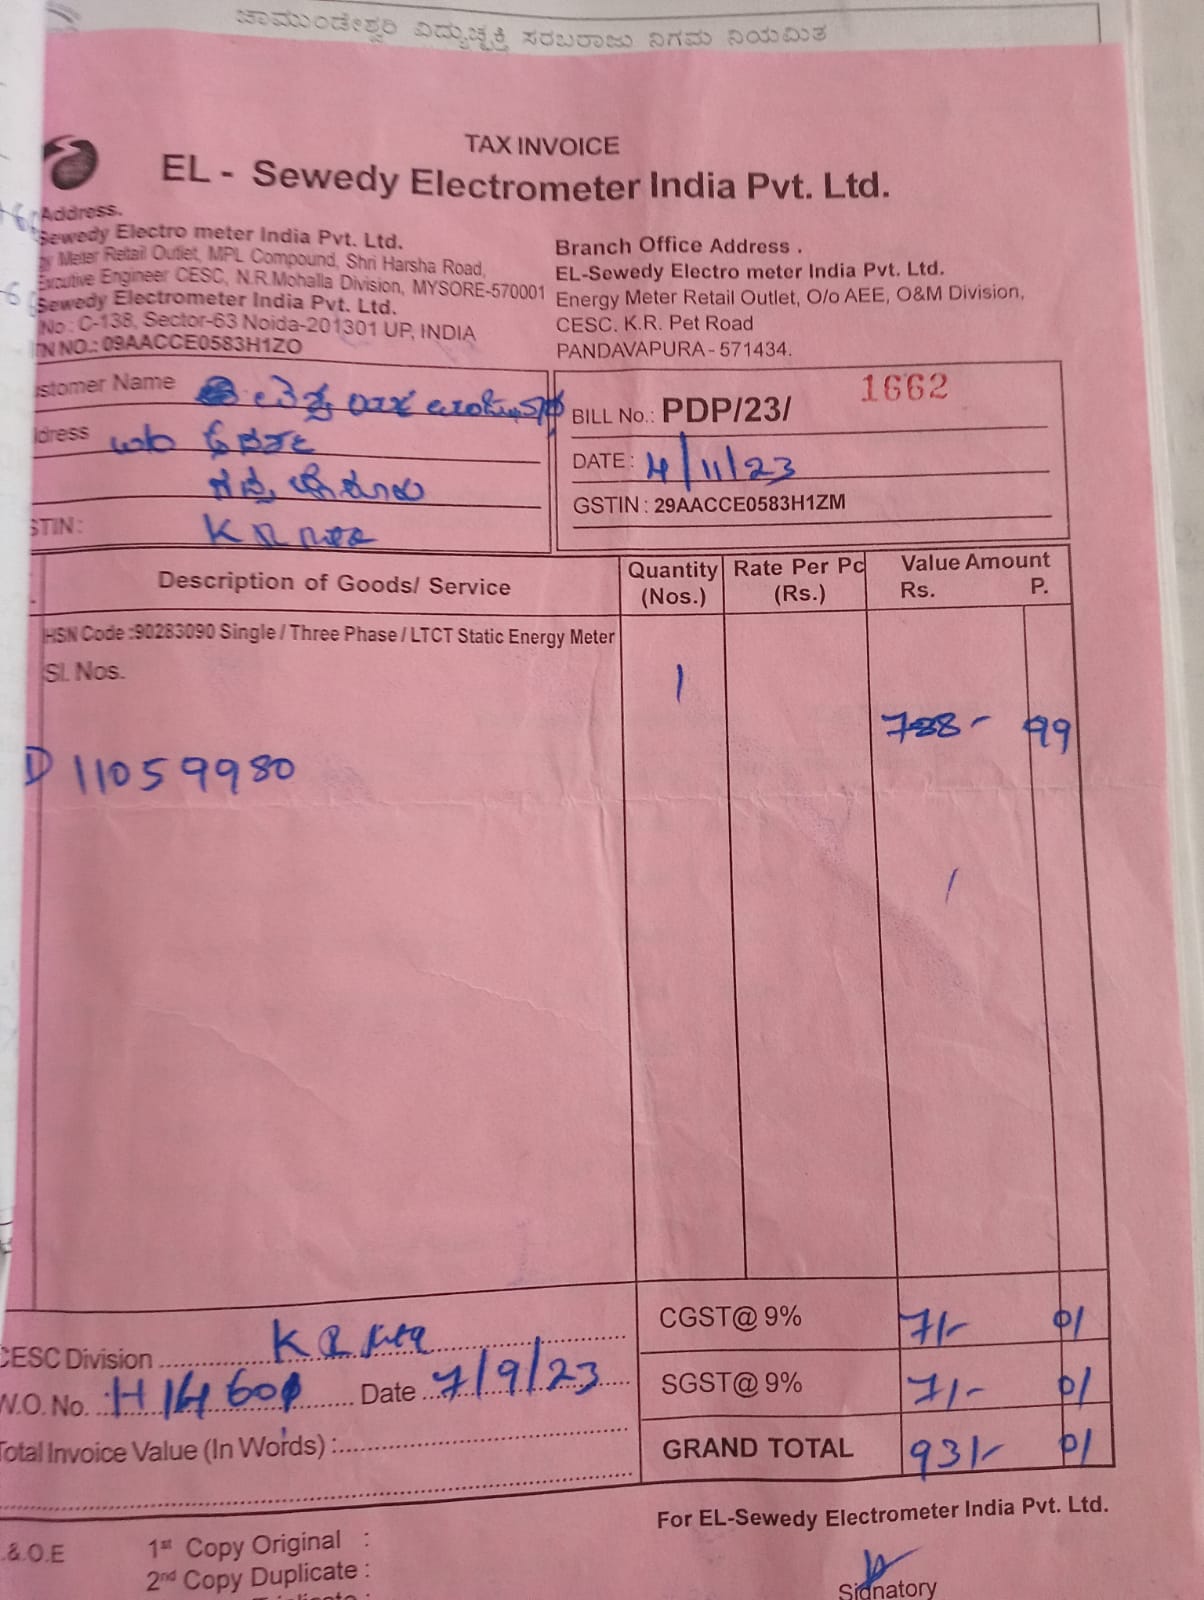 ಚಾಮುಂಡೇಶ್ವರಿ ವಿದ್ಯುಚ್ಛಕ್ತಿ ಸರಬರಾಜು ನಿಗಮ ನಿಯಮಿತ
TAX INVOICE
EL - Sewedy Electrometer India Pvt. Ltd.
Address.
Sewedy Electro meter India Pvt. Ltd.
Meter Retail Outlet, MPL Compound, Shri Harsha Road,
Engineer CESC, N.R.Mohalla Division, MYSORE-570001
Sewedy Electrometer India Pvt. Ltd.
No : C-138, Sector-63 Noida-201301 UP, INDIA
NO.: 09AACCE0583H1ZO
Branch Office Address .
EL-Sewedy Electro meter India Pvt. Ltd.
Energy Meter Retail Outlet, O/o AEE, O&M Division,
CESC. K.R. Pet Road
PANDAVAPURA - 571434.
stomer Name
dress
STIN :
K R ಪೇಟೆ
BILL No.: PDP/23/ 1662
DATE : 4/11/23
GSTIN : 29AACCE0583H1ZM
Description of Goods/ Service
Quantity (Nos.)
Rate Per Pc (Rs.)
Value Amount
Rs. P.
HSN Code :90283090 Single / Three Phase / LTCT Static Energy Meter
Sl. Nos.
1
788- 99
D 11059980
CGST@ 9% 71/- 01
SGST@ 9% 71/- 01
GRAND TOTAL 931/- 01
CESC Division K R ಪೇಟೆ
W.O. No. H14601 Date 7/9/23
Total Invoice Value (In Words) :
For EL-Sewedy Electrometer India Pvt. Ltd.
.&.O.E
1st Copy Original :
2nd Copy Duplicate :
Signatory